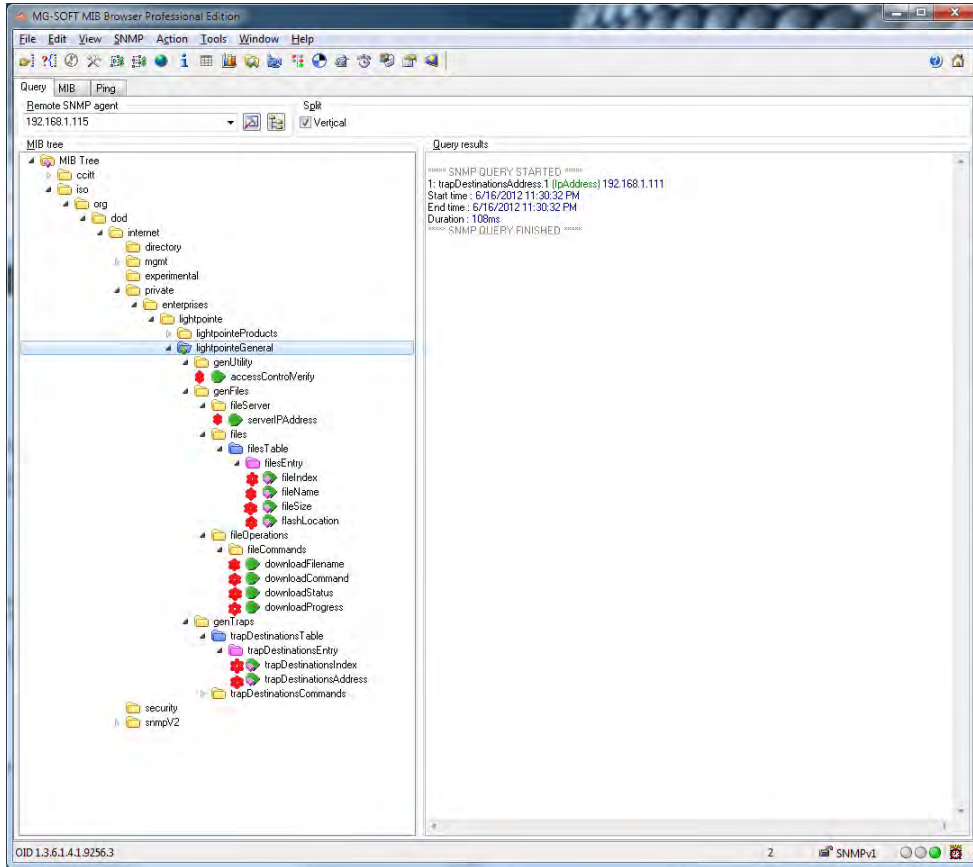 MG-SOFT MIB Browser Professional Edition
File Edit View SNMP Action Tools Window Help
Query MIB Ping
Remote SNMP agent
Split
192.168.1.115
Vertical
MIB tree
MIB Tree
ccitt
iso
org
dod
internet
directory
mgmt
experimental
private
enterprises
lightpointe
lightpointeProducts
lightpointeGeneral
genUtility
accessControlVerify
genFiles
fileServer
serverIPAddress
files
filesTable
filesEntry
fileIndex
fileName
fileSize
flashLocation
fileOperations
fileCommands
downloadFilename
downloadCommand
downloadStatus
downloadProgress
genTraps
trapDestinationsTable
trapDestinationsEntry
trapDestinationsIndex
trapDestinationsAddress
trapDestinationsCommands
security
snmpV2
Query results
***** SNMP QUERY STARTED *****
1: trapDestinationsAddress.1 (IpAddress) 192.168.1.111
Start time : 6/16/2012 11:30:32 PM
End time : 6/16/2012 11:30:32 PM
Duration : 108ms
***** SNMP QUERY FINISHED *****
OID 1.3.6.1.4.1.9256.3
2
SNMPv1